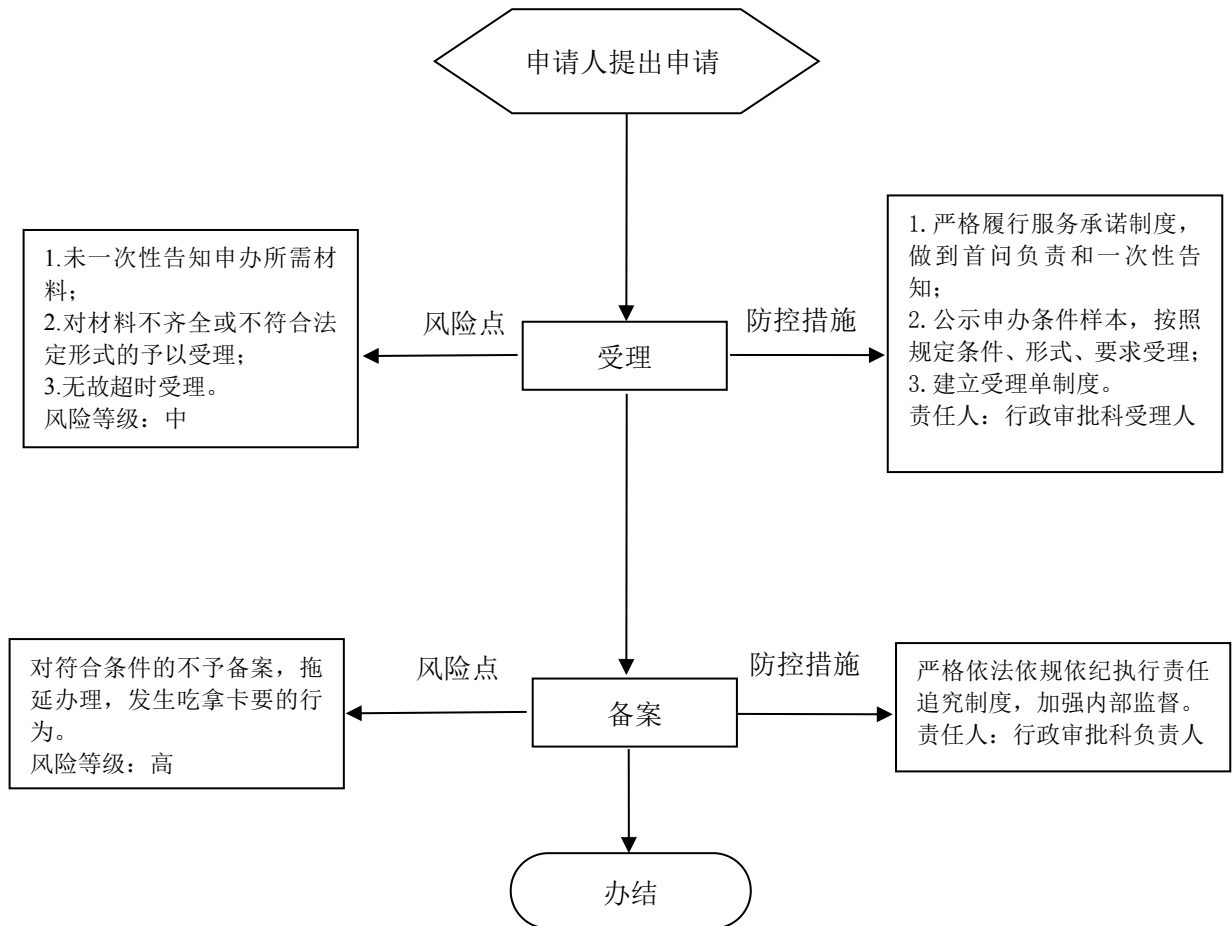 申请人提出申请
1.未一次性告知申办所需材
料；
2.对材料不齐全或不符合法
定形式的予以受理；
3.无故超时受理。
风险等级：中
风险点
受理
防控措施
1.严格履行服务承诺制度，
做到首问负责和一次性告
知；
2.公示申办条件样本，按照
规定条件、形式、要求受理；
3.建立受理单制度。
责任人：行政审批科受理人
对符合条件的不予备案，拖
延办理，发生吃拿卡要的行
为。
风险等级：高
风险点
备案
防控措施
严格依法依规依纪执行责任
追究制度，加强内部监督。
责任人：行政审批科负责人
办结